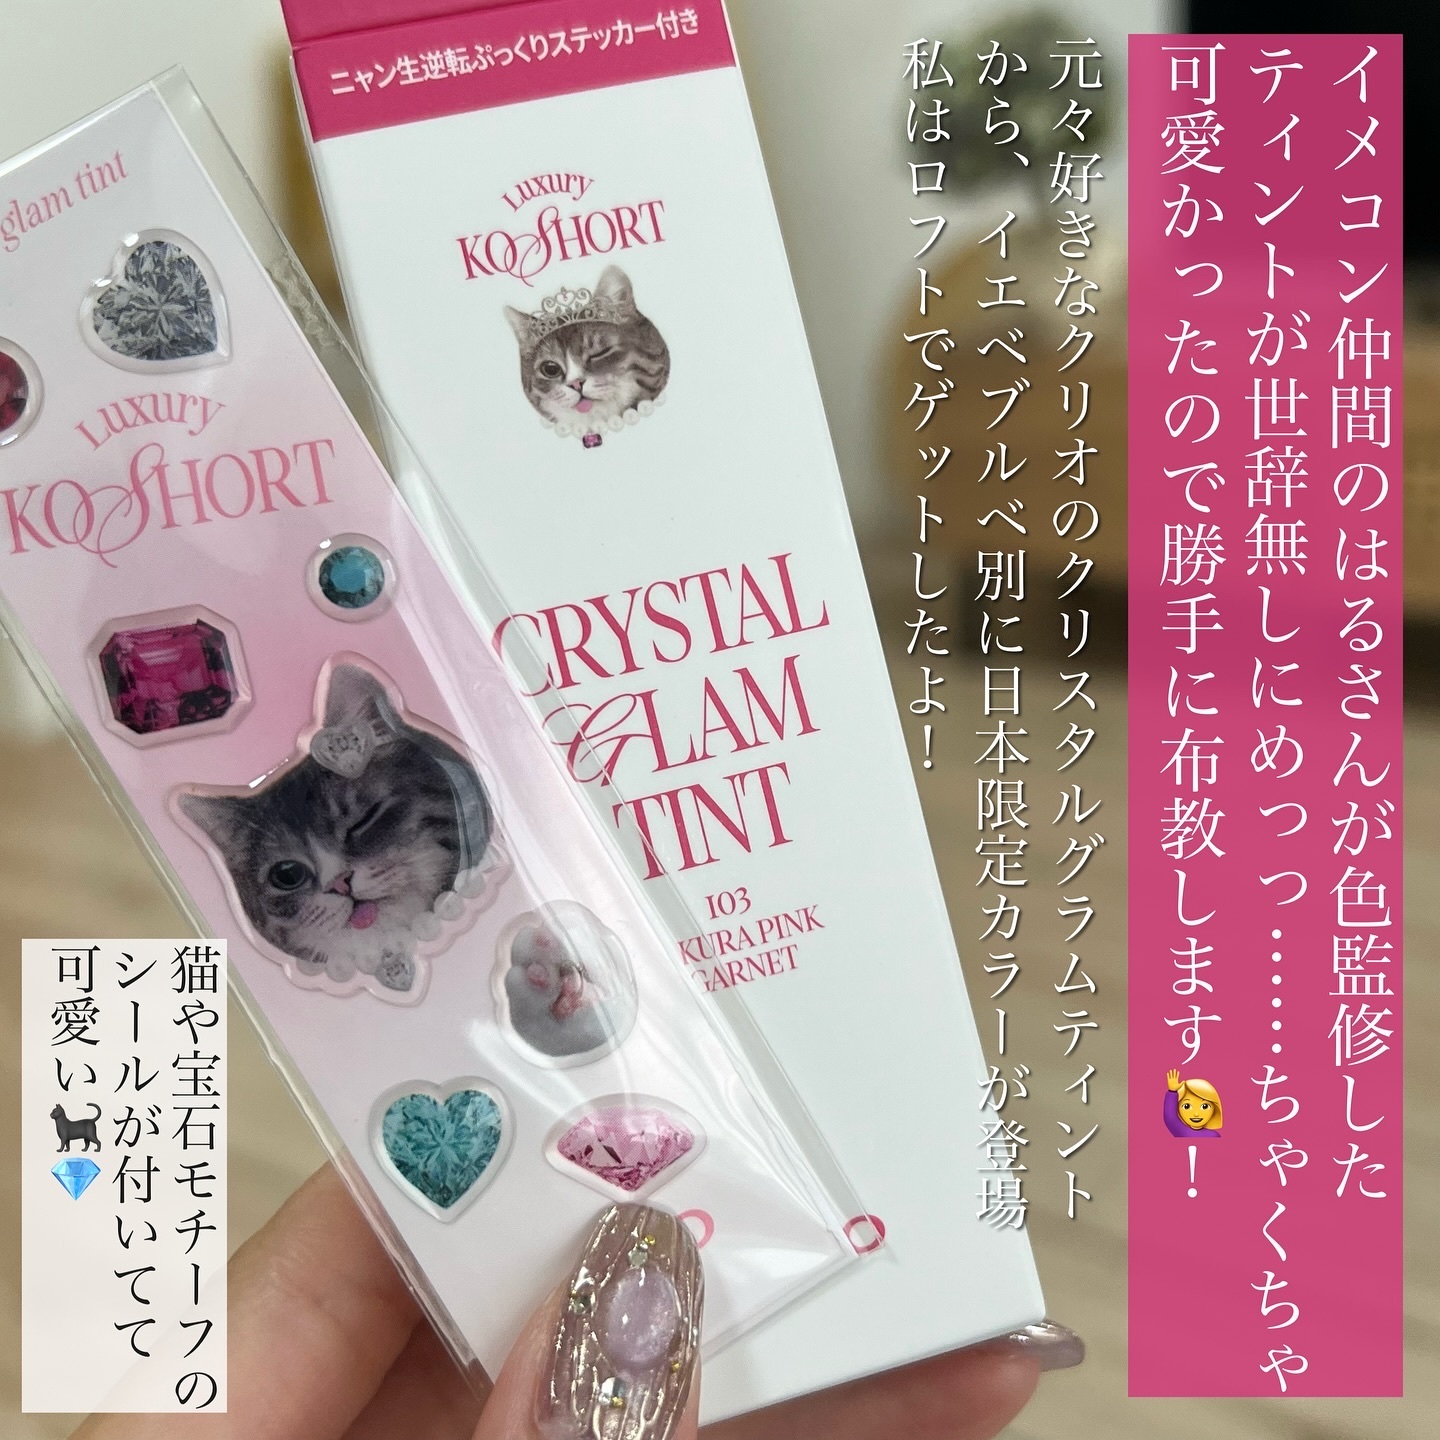 イメコン仲間のはるさんが色監修した
ティントが世辞無しにめっっ………ちゃくちゃ
可愛かったので勝手に布教します🙋‍♀️！
元々好きなクリオのクリスタルグラムティント
から、イエベブルベ別に日本限定カラーが登場
私はロフトでゲットしたよ！
ニャン生逆転ぷっくりステッカー付き
Luxury
KOSHORT
CRYSTAL
GLAM
TINT
103
KURA PINK
GARNET
glam tint
Luxury
KOSHORT
猫や宝石モチーフの
シールが付いてて
可愛い🐈‍⬛💎